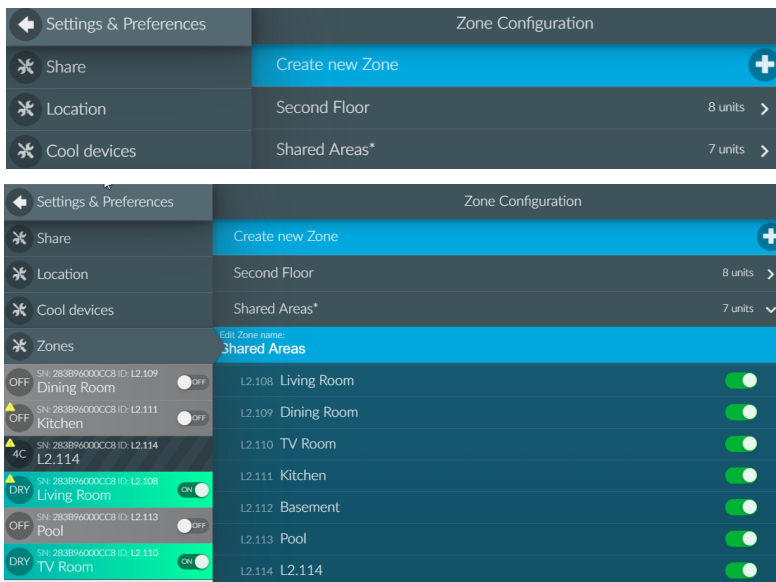 Settings & Preferences
Zone Configuration
Share
Create new Zone
Location
Second Floor
8 units
Cool devices
Shared Areas*
7 units
Settings & Preferences
Zone Configuration
Share
Create new Zone
Location
Second Floor
8 units
Cool devices
Shared Areas*
7 units
Zones
Edit Zone name:
Shared Areas
OFF
SN: 283B96000CC8 ID: L2.109
Dining Room
OFF
OFF
SN: 283B96000CC8 ID: L2.111
Kitchen
OFF
4C
SN: 283B96000CC8 ID: L2.114
L2.114
DRY
SN: 283B96000CC8 ID: L2.108
Living Room
ON
OFF
SN: 283B96000CC8 ID: L2.113
Pool
OFF
DRY
SN: 283B96000CC8 ID: L2.110
TV Room
ON
L2.108 Living Room
L2.109 Dining Room
L2.110 TV Room
L2.111 Kitchen
L2.112 Basement
L2.113 Pool
L2.114 L2.114